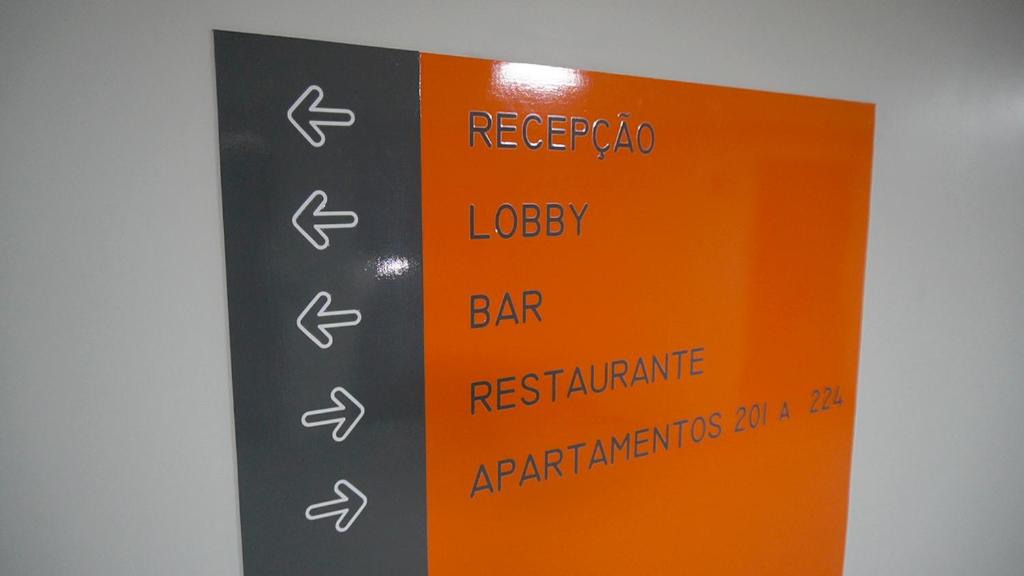 RECEPÇÃO
LOBBY
BAR
RESTAURANTE
APARTAMENTOS 201 A 224